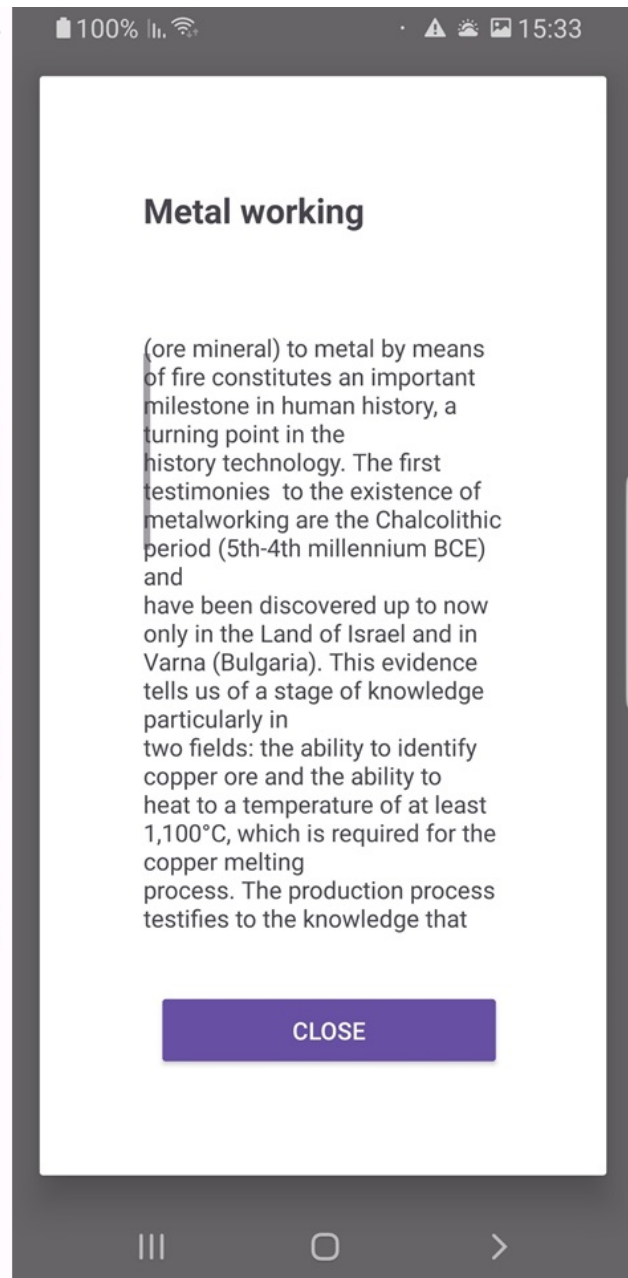 100% 15:33
Metal working
(ore mineral) to metal by means
of fire constitutes an important
milestone in human history, a
turning point in the
history technology. The first
testimonies  to the existence of
metalworking are the Chalcolithic
period (5th-4th millennium BCE)
and
have been discovered up to now
only in the Land of Israel and in
Varna (Bulgaria). This evidence
tells us of a stage of knowledge
particularly in
two fields: the ability to identify
copper ore and the ability to
heat to a temperature of at least
1,100°C, which is required for the
copper melting
process. The production process
testifies to the knowledge that
CLOSE